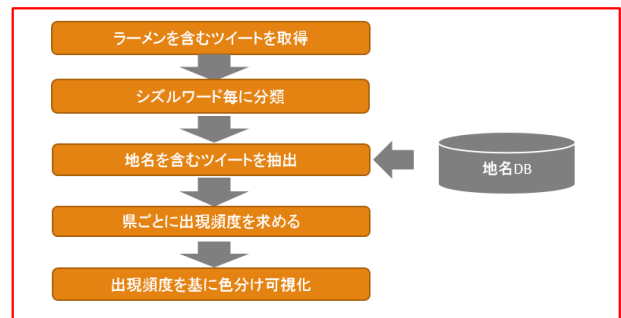 ラーメンを含むツイートを取得
シズルワード毎に分類
地名を含むツイートを抽出
地名DB
県ごとに出現頻度を求める
出現頻度を基に色分け可視化